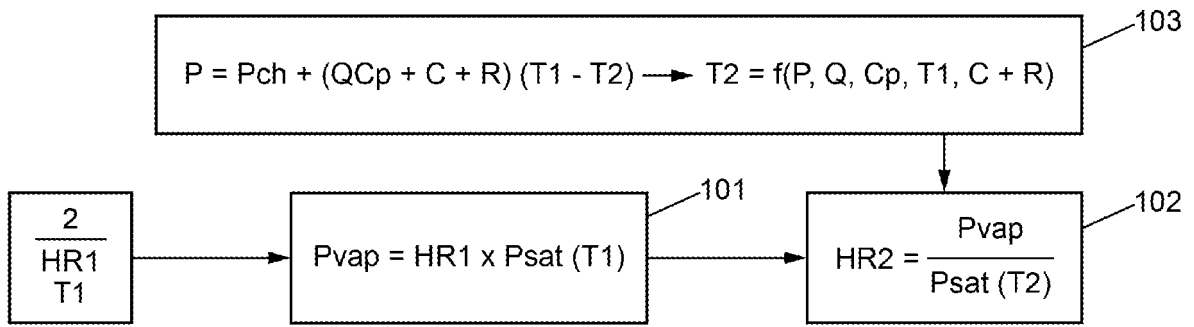 103
P = Pch + (QCp + C + R) (T1 - T2) → T2 = f(P, Q, Cp, T1, C + R)
101
102
2
HR1
T1
Pvap = HR1 x Psat (T1)
HR2 = Pvap
Psat (T2)